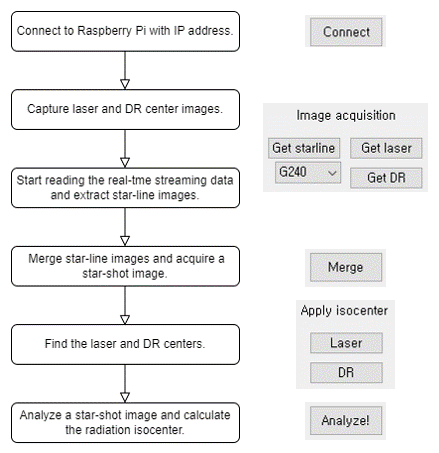 Connect to Raspberry Pi with IP address.
Connect
Capture laser and DR center images.
Image acquisition
Get starline
Get laser
G240
Get DR
Start reading the real-tme streaming data
and extract star-line images.
Merge star-line images and acquire a
star-shot image.
Merge
Apply isocenter
Find the laser and DR centers.
Laser
DR
Analyze a star-shot image and calculate
the radiation isocenter.
Analyze!